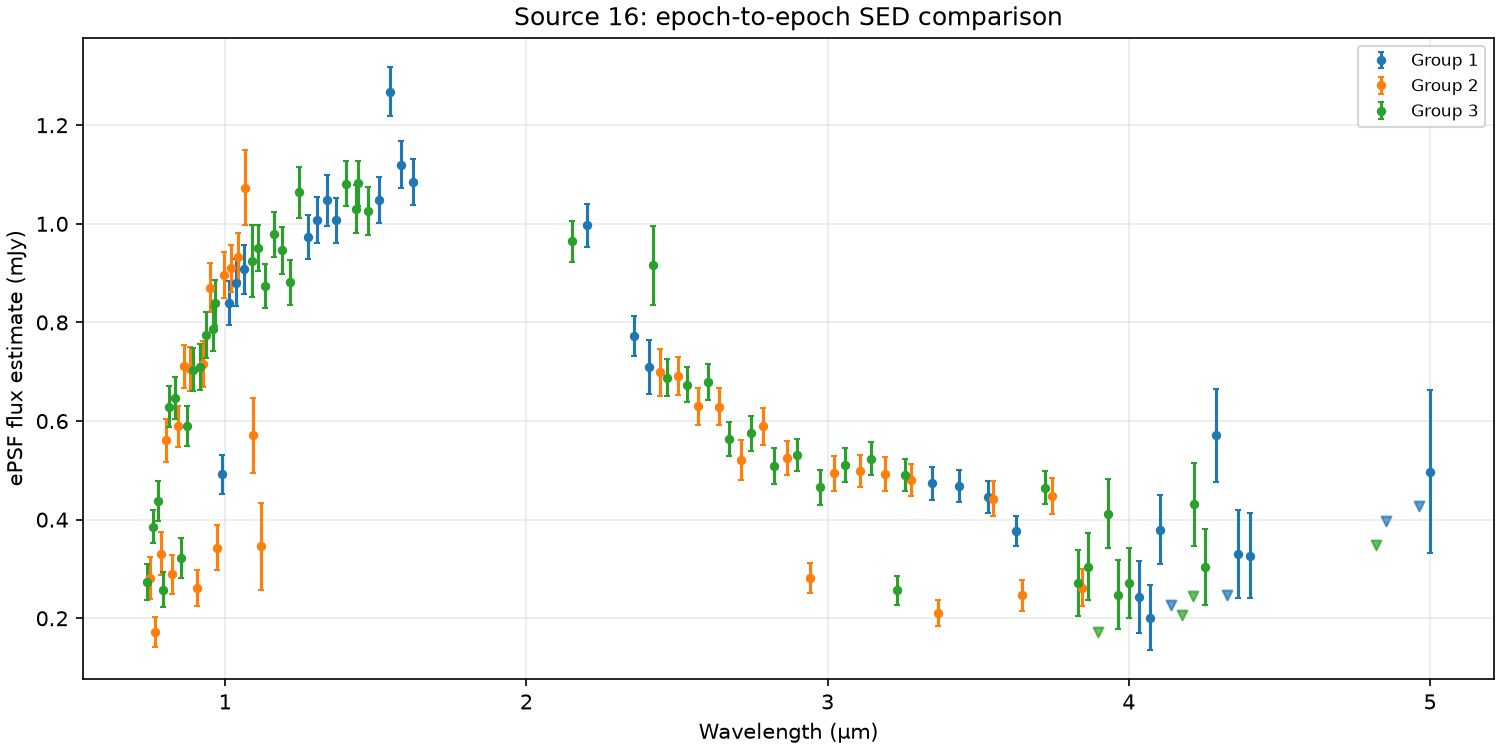 Source 16: epoch-to-epoch SED comparison
Group 1
Group 2
Group 3
ePSF flux estimate (mJy)
1.2
1.0
0.8
0.6
0.4
0.2
1 2 3 4 5
Wavelength (μm)